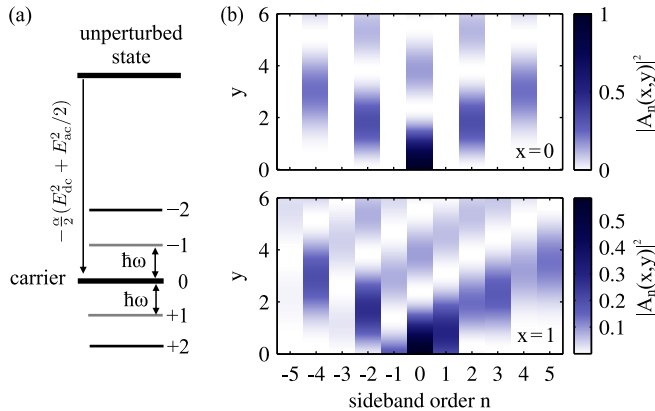 (a)
unperturbed
state
−α/2(E²dc + E²ac/2)
−2
−1
ħω
carrier
0
ħω
+1
+2
(b)
6
4
y
2
0
x=0
1
0.5
0
|Aₙ(x,y)|²
6
4
y
2
0
x=1
-5 -4 -3 -2 -1 0 1 2 3 4 5
sideband order n
0.5
0.4
0.3
0.2
0.1
|Aₙ(x,y)|²